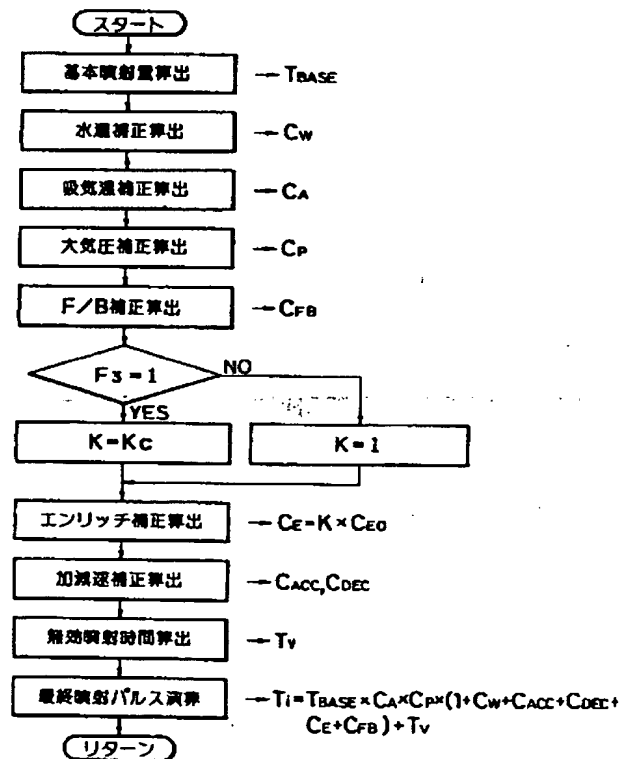 スタート
基本噴射量算出 → TBASE
水温補正算出 → CW
吸気温補正算出 → CA
大気圧補正算出 → CP
F/B補正算出 → CFB
F3=1
NO
YES
K=KC
K=1
エンリッチ補正算出 → CE=K×CEO
加減速補正算出 → CACC,CDEC
無効噴射時間算出 → TV
最終噴射パルス演算 → Ti=TBASE×CA×CP×(1+CW+CACC+CDEC+
CE+CFB)+TV
リターン